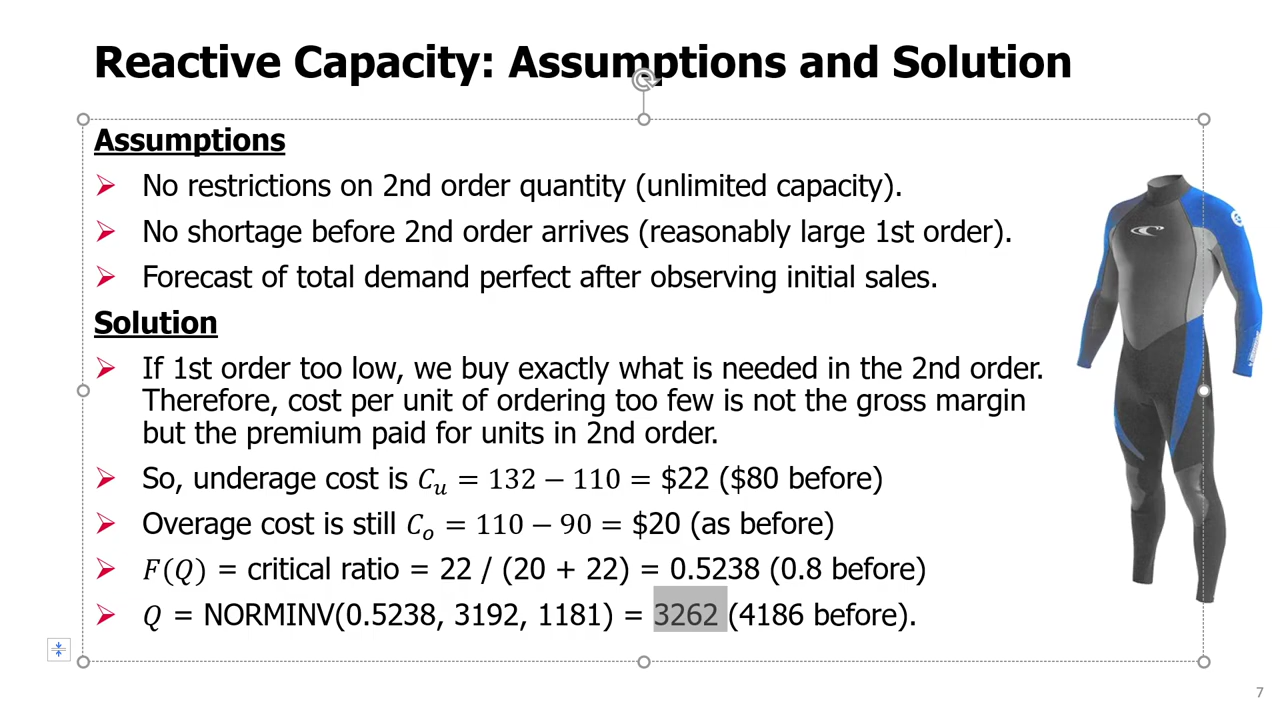 Reactive Capacity: Assumptions and Solution
Assumptions
➢ No restrictions on 2nd order quantity (unlimited capacity).
➢ No shortage before 2nd order arrives (reasonably large 1st order).
➢ Forecast of total demand perfect after observing initial sales.
Solution
➢ If 1st order too low, we buy exactly what is needed in the 2nd order.
Therefore, cost per unit of ordering too few is not the gross margin
but the premium paid for units in 2nd order.
➢ So, underage cost is 𝐶ᵤ = 132 − 110 = $22 ($80 before)
➢ Overage cost is still 𝐶ₒ = 110 − 90 = $20 (as before)
➢ 𝐹(𝑄) = critical ratio = 22 / (20 + 22) = 0.5238 (0.8 before)
➢ 𝑄 = NORMINV(0.5238, 3192, 1181) = 3262 (4186 before).
7